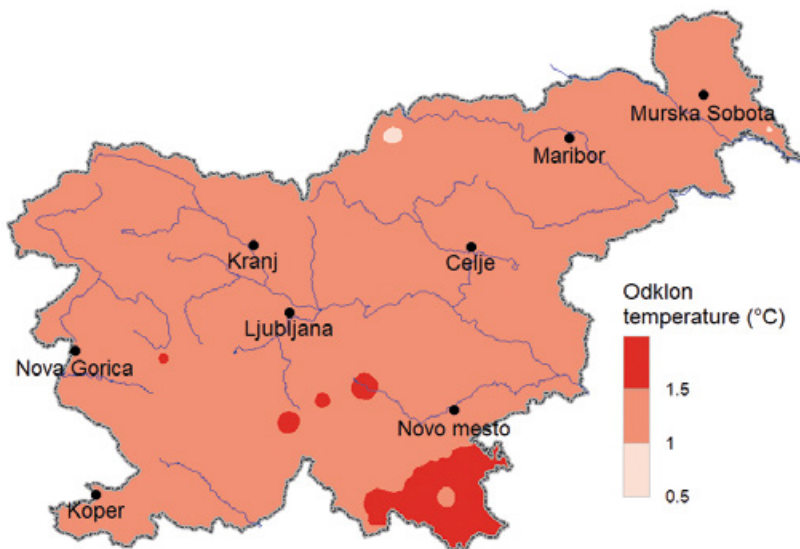 Murska Sobota
Maribor
Kranj
Celje
Ljubljana
Nova Gorica
Novo mesto
Koper
Odklon
temperature (°C)
1.5
1
0.5